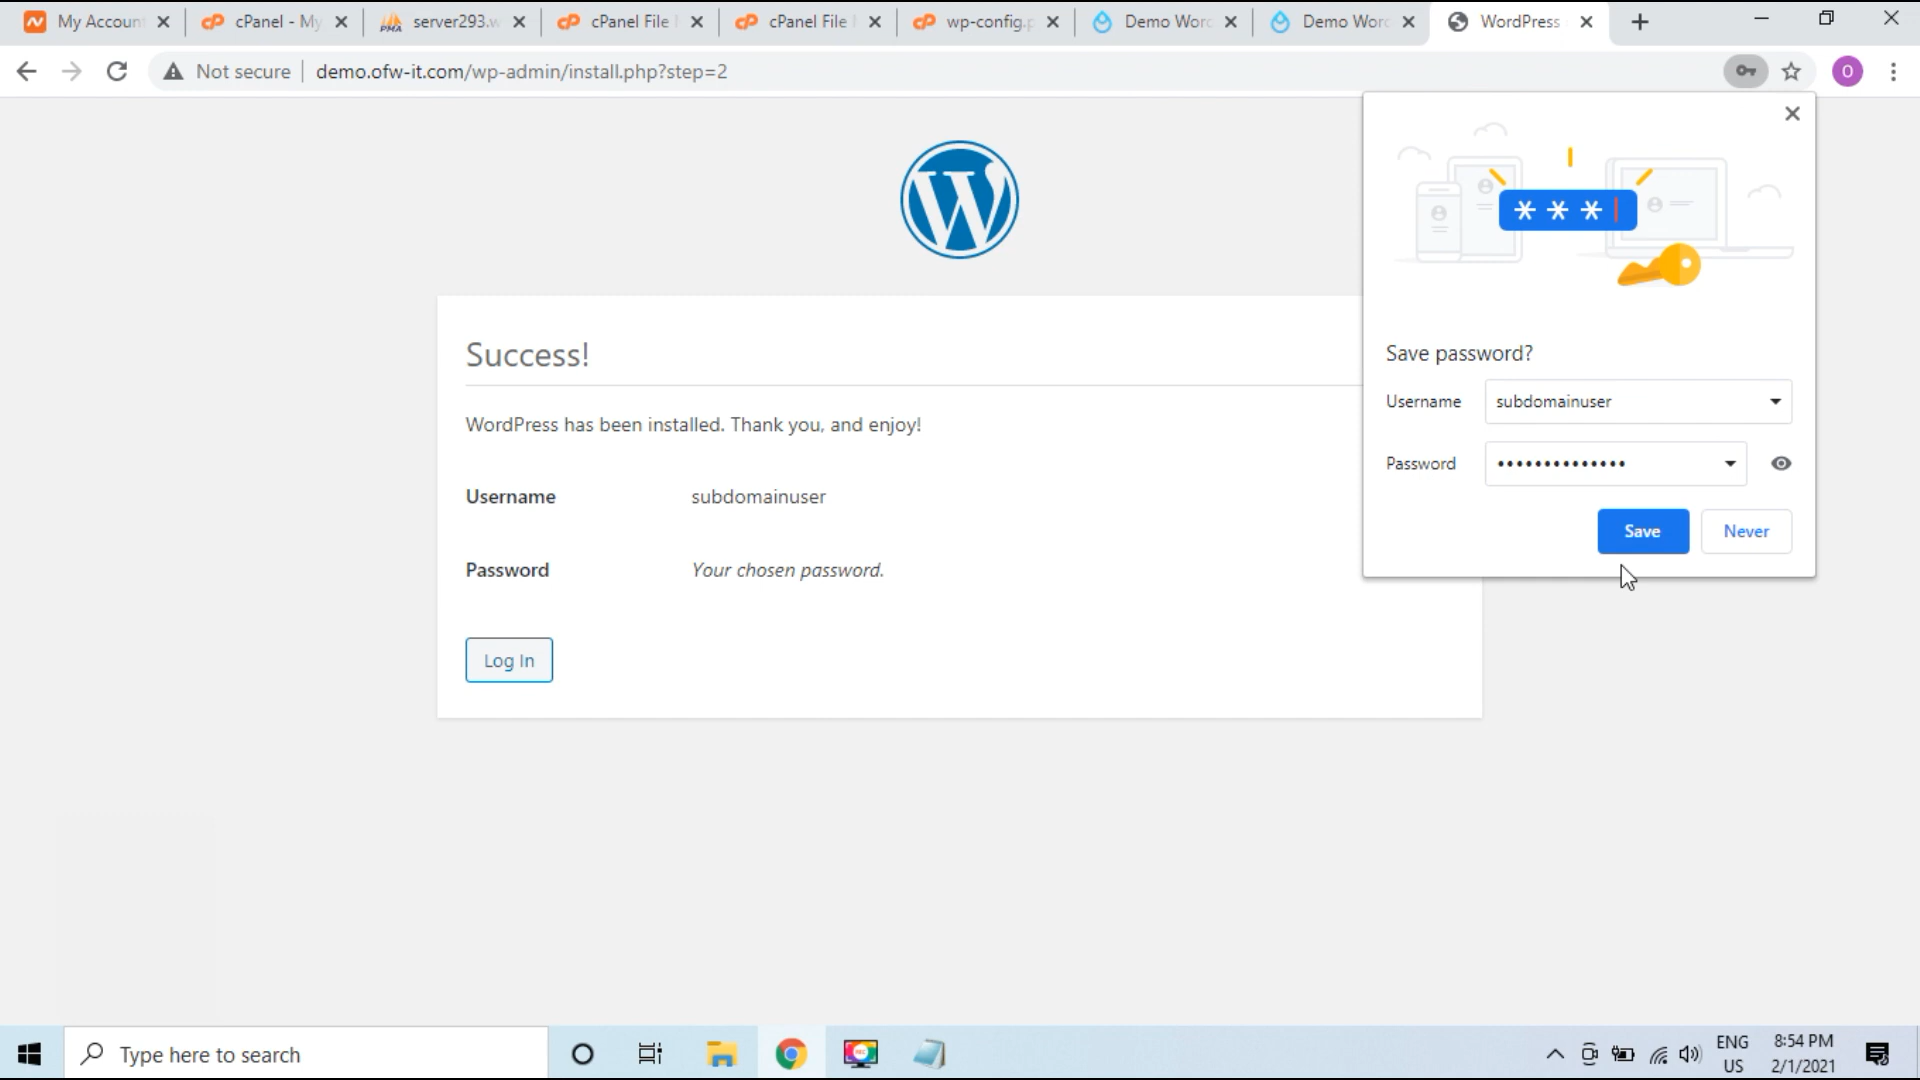 My Account
cPanel - My
server293.w
cPanel File
cPanel File
wp-config.p
Demo Word
Demo Word
WordPress
Not secure
demo.ofw-it.com/wp-admin/install.php?step=2
O
***
Save password?
Username subdomainuser
Password ••••••••••••••
Save Never
W
Success!
WordPress has been installed. Thank you, and enjoy!
Username subdomainuser
Password Your chosen password.
Log In
Type here to search
ENG
US
8:54 PM
2/1/2021